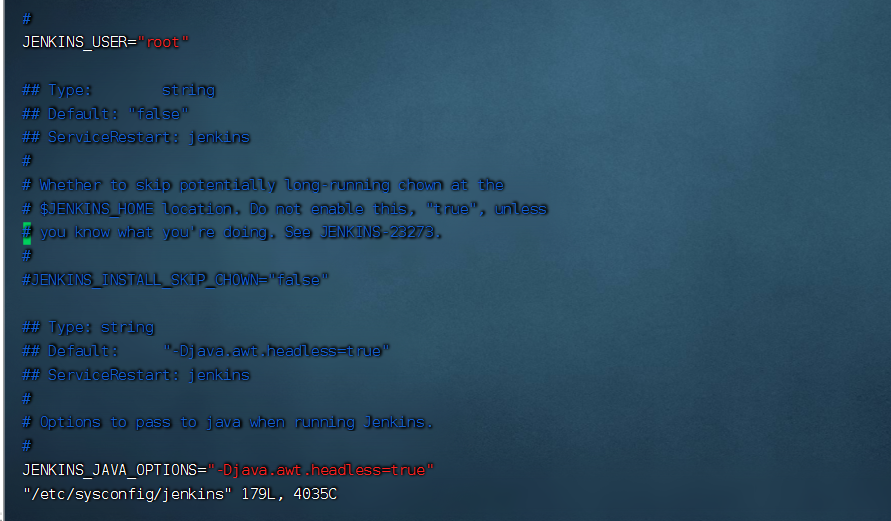 #
JENKINS_USER="root"
## Type:        string
## Default: "false"
## ServiceRestart: jenkins
#
# Whether to skip potentially long-running chown at the
# $JENKINS_HOME location. Do not enable this, "true", unless
# you know what you're doing. See JENKINS-23273.
#
#JENKINS_INSTALL_SKIP_CHOWN="false"
## Type: string
## Default:     "-Djava.awt.headless=true"
## ServiceRestart: jenkins
#
# Options to pass to java when running Jenkins.
#
JENKINS_JAVA_OPTIONS="-Djava.awt.headless=true"
"/etc/sysconfig/jenkins" 179L, 4035C